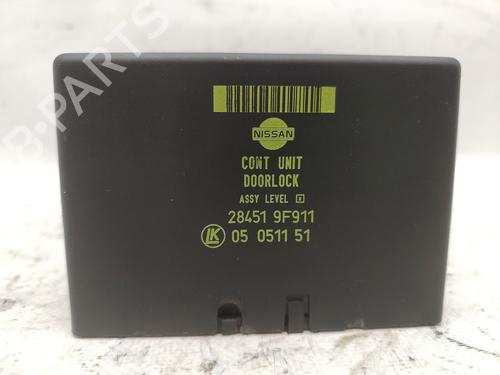 B-PARTS
NISSAN
CONT UNIT
DOORLOCK
ASSY LEVEL
28451 9F911
LK 05 0511 51